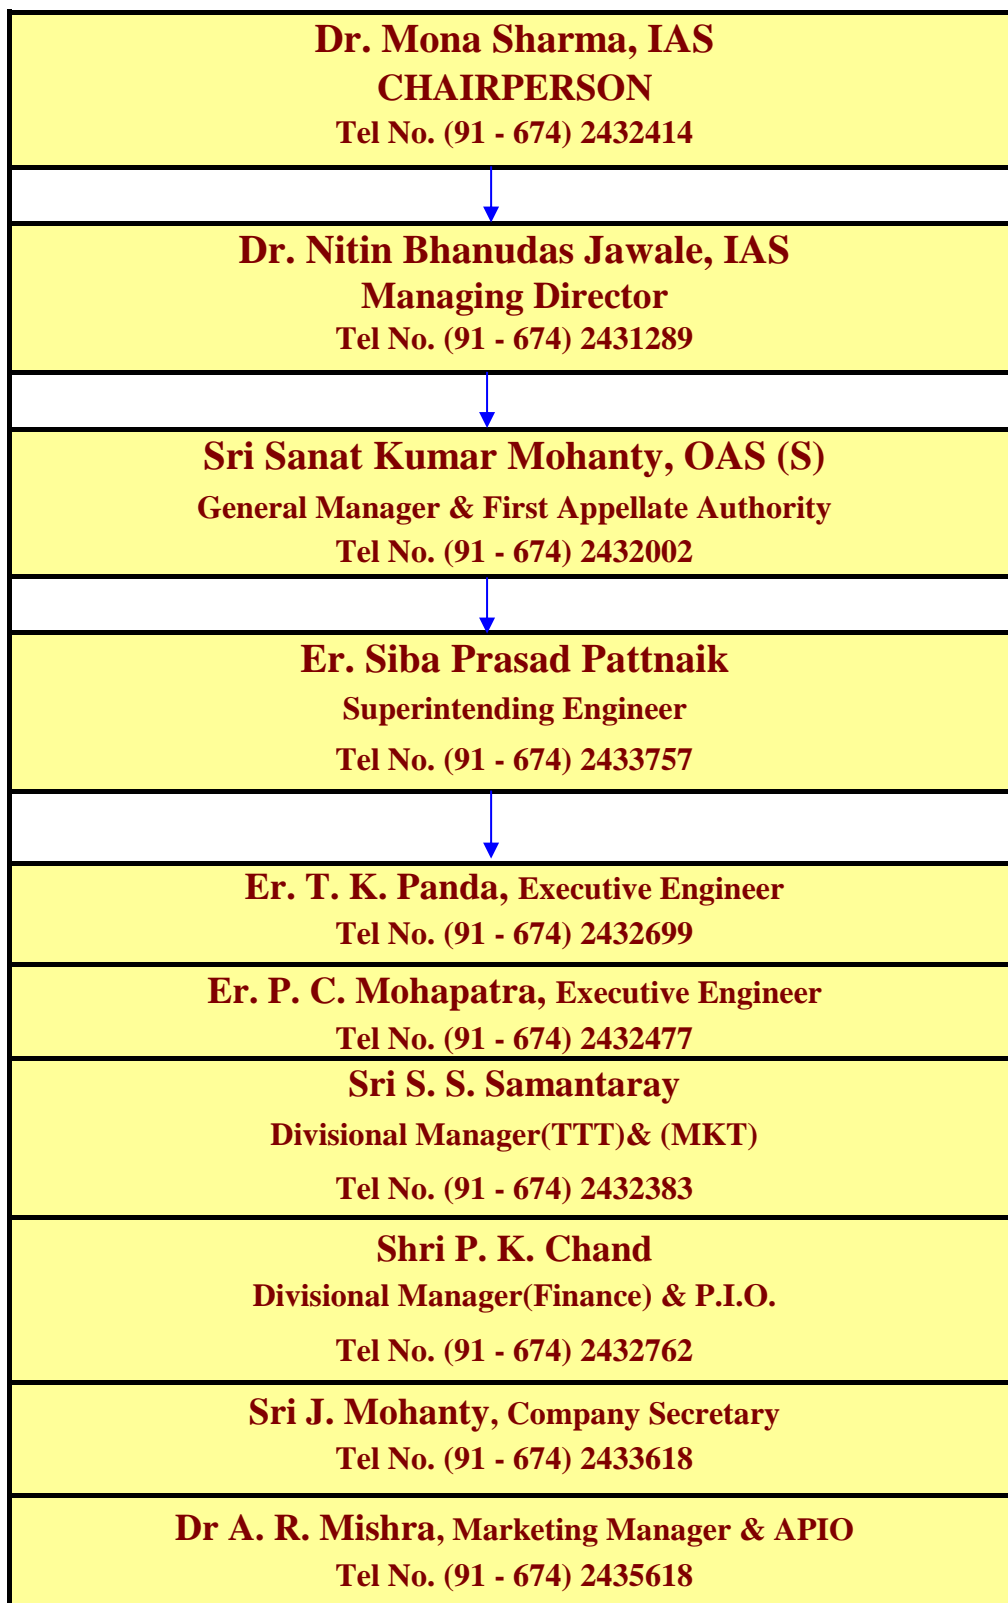 Dr. Mona Sharma, IAS
CHAIRPERSON
Tel No. (91 - 674) 2432414
Dr. Nitin Bhanudas Jawale, IAS
Managing Director
Tel No. (91 - 674) 2431289
Sri Sanat Kumar Mohanty, OAS (S)
General Manager & First Appellate Authority
Tel No. (91 - 674) 2432002
Er. Siba Prasad Pattnaik
Superintending Engineer
Tel No. (91 - 674) 2433757
Er. T. K. Panda, Executive Engineer
Tel No. (91 - 674) 2432699
Er. P. C. Mohapatra, Executive Engineer
Tel No. (91 - 674) 2432477
Sri S. S. Samantaray
Divisional Manager(TTT)& (MKT)
Tel No. (91 - 674) 2432383
Shri P. K. Chand
Divisional Manager(Finance) & P.I.O.
Tel No. (91 - 674) 2432762
Sri J. Mohanty, Company Secretary
Tel No. (91 - 674) 2433618
Dr A. R. Mishra, Marketing Manager & APIO
Tel No. (91 - 674) 2435618